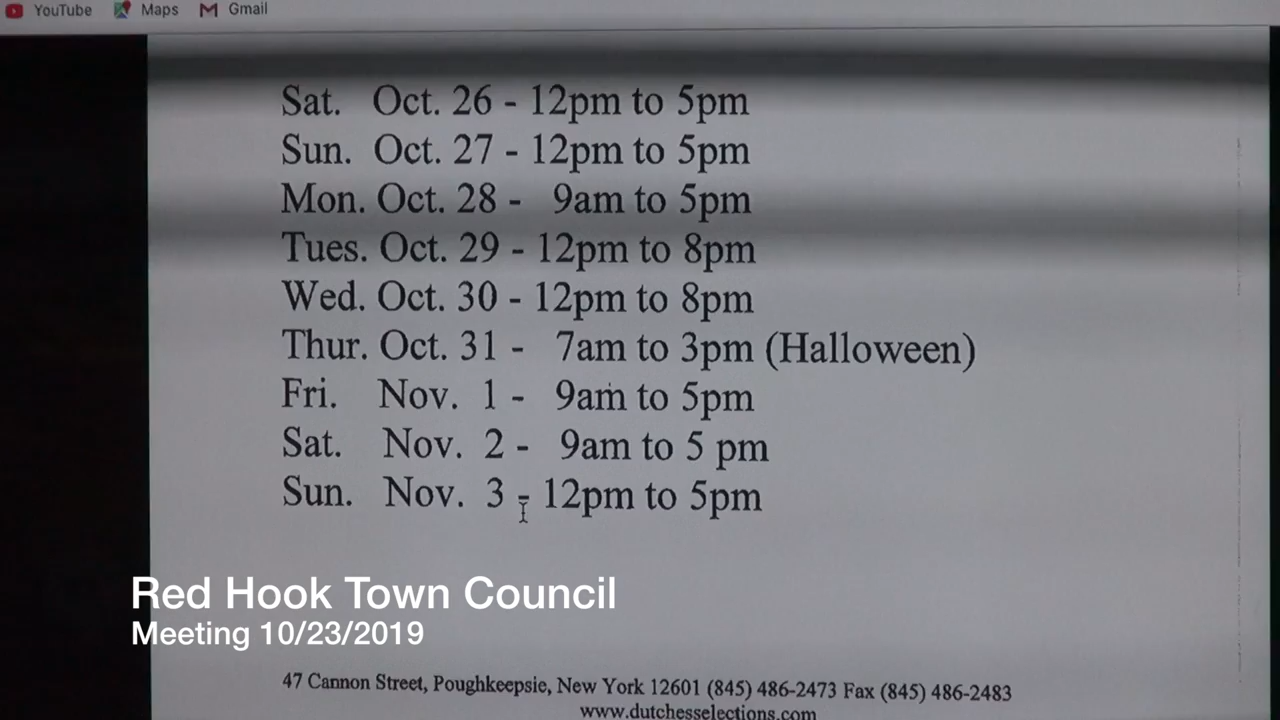 YouTube Maps Gmail
Sat. Oct. 26 - 12pm to 5pm
Sun. Oct. 27 - 12pm to 5pm
Mon. Oct. 28 - 9am to 5pm
Tues. Oct. 29 - 12pm to 8pm
Wed. Oct. 30 - 12pm to 8pm
Thur. Oct. 31 - 7am to 3pm (Halloween)
Fri. Nov. 1 - 9am to 5pm
Sat. Nov. 2 - 9am to 5 pm
Sun. Nov. 3 - 12pm to 5pm
Red Hook Town Council
Meeting 10/23/2019
47 Cannon Street, Poughkeepsie, New York 12601 (845) 486-2473 Fax (845) 486-2483
www.dutchesselections.com